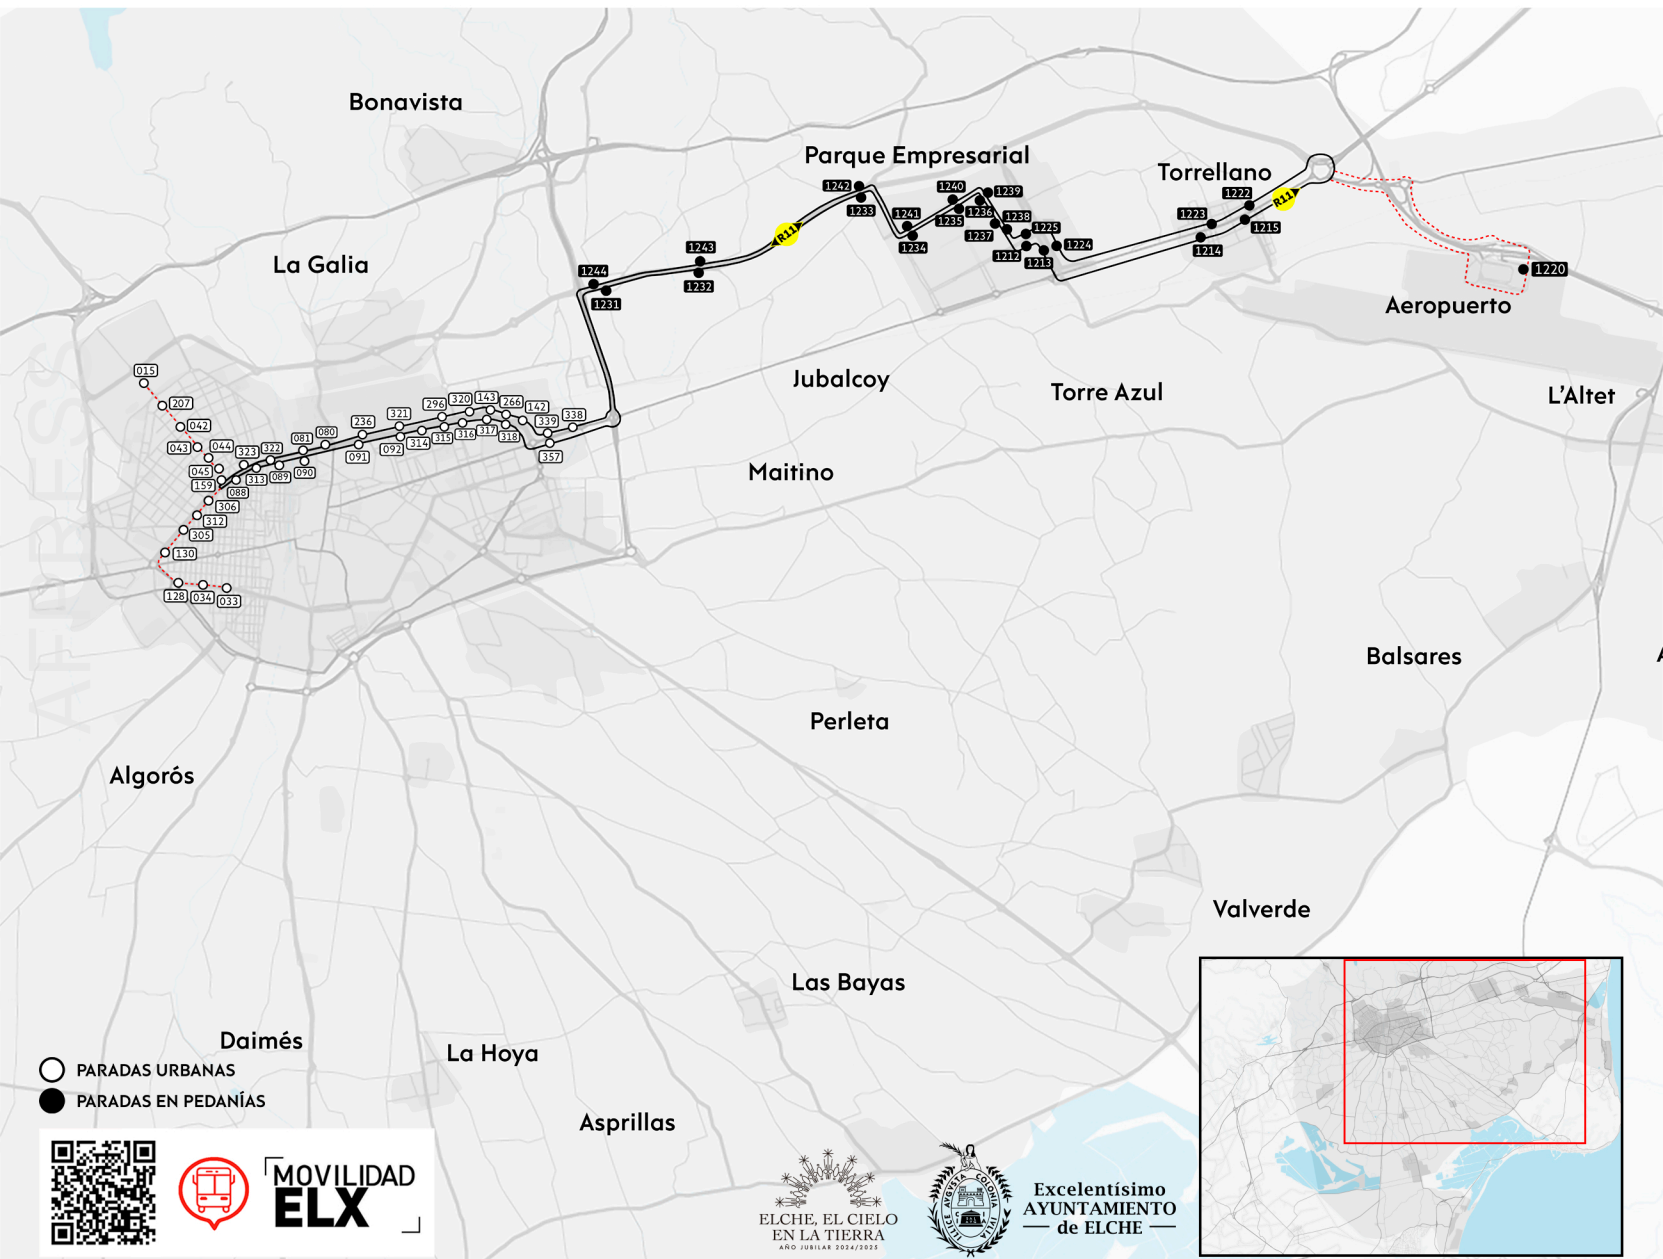 Bonavista
Parque Empresarial
Torrellano
1242
1233
1240
1239
1241
1235
1236
1238
1234
1237
1225
1212
1213
1224
1222
1223
1215
1214
R11
R11
1243
1232
1244
1231
1220
Aeropuerto
La Galia
Jubalcoy
Torre Azul
L'Altet
015
207
042
043
044
045
159
323
322
081
080
236
321
296
320
143
266
142
339
338
313
089
090
091
092
314
315
316
317
318
357
088
306
312
305
130
128
034
033
Maitino
Balsares
A
Perleta
Algorós
Valverde
Las Bayas
Daimés
La Hoya
Asprillas
PARADAS URBANAS
PARADAS EN PEDANÍAS
MOVILIDAD
ELX
ELCHE, EL CIELO
EN LA TIERRA
AÑO JUBILAR 2024/2025
Excelentísimo
AYUNTAMIENTO
de ELCHE